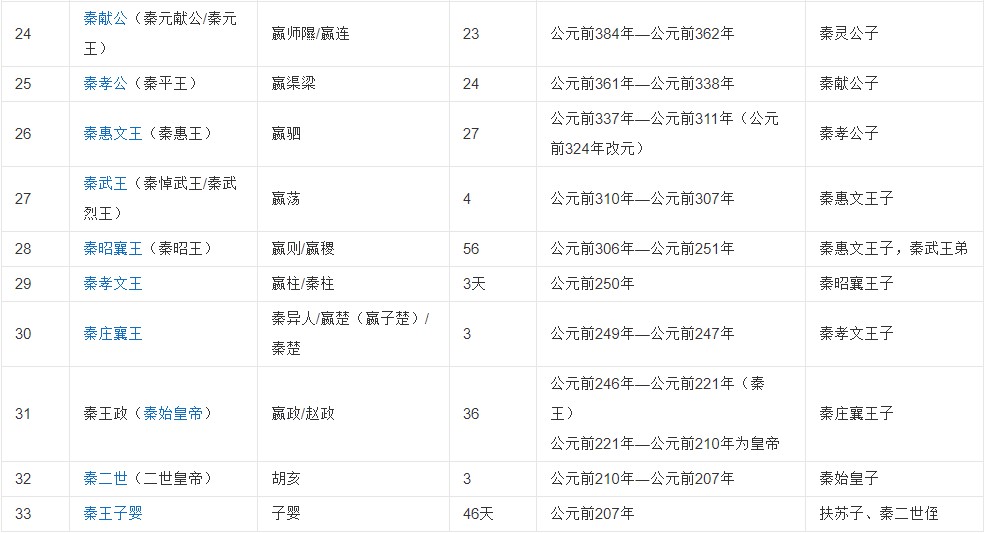 24 秦献公（秦元献公/秦元王） 嬴师隰/嬴连 23 公元前384年—公元前362年 秦灵公子
25 秦孝公（秦平王） 嬴渠梁 24 公元前361年—公元前338年 秦献公子
26 秦惠文王（秦惠王） 嬴驷 27 公元前337年—公元前311年（公元前324年改元） 秦孝公子
27 秦武王（秦悼武王/秦武烈王） 嬴荡 4 公元前310年—公元前307年 秦惠文王子
28 秦昭襄王（秦昭王） 嬴则/嬴稷 56 公元前306年—公元前251年 秦惠文王子，秦武王弟
29 秦孝文王 嬴柱/秦柱 3天 公元前250年 秦昭襄王子
30 秦庄襄王 秦异人/嬴楚（嬴子楚）/秦楚 3 公元前249年—公元前247年 秦孝文王子
31 秦王政（秦始皇帝） 嬴政/赵政 36 公元前246年—公元前221年（秦王） 公元前221年—公元前210年为皇帝 秦庄襄王子
32 秦二世（二世皇帝） 胡亥 3 公元前210年—公元前207年 秦始皇子
33 秦王子婴 子婴 46天 公元前207年 扶苏子、秦二世侄